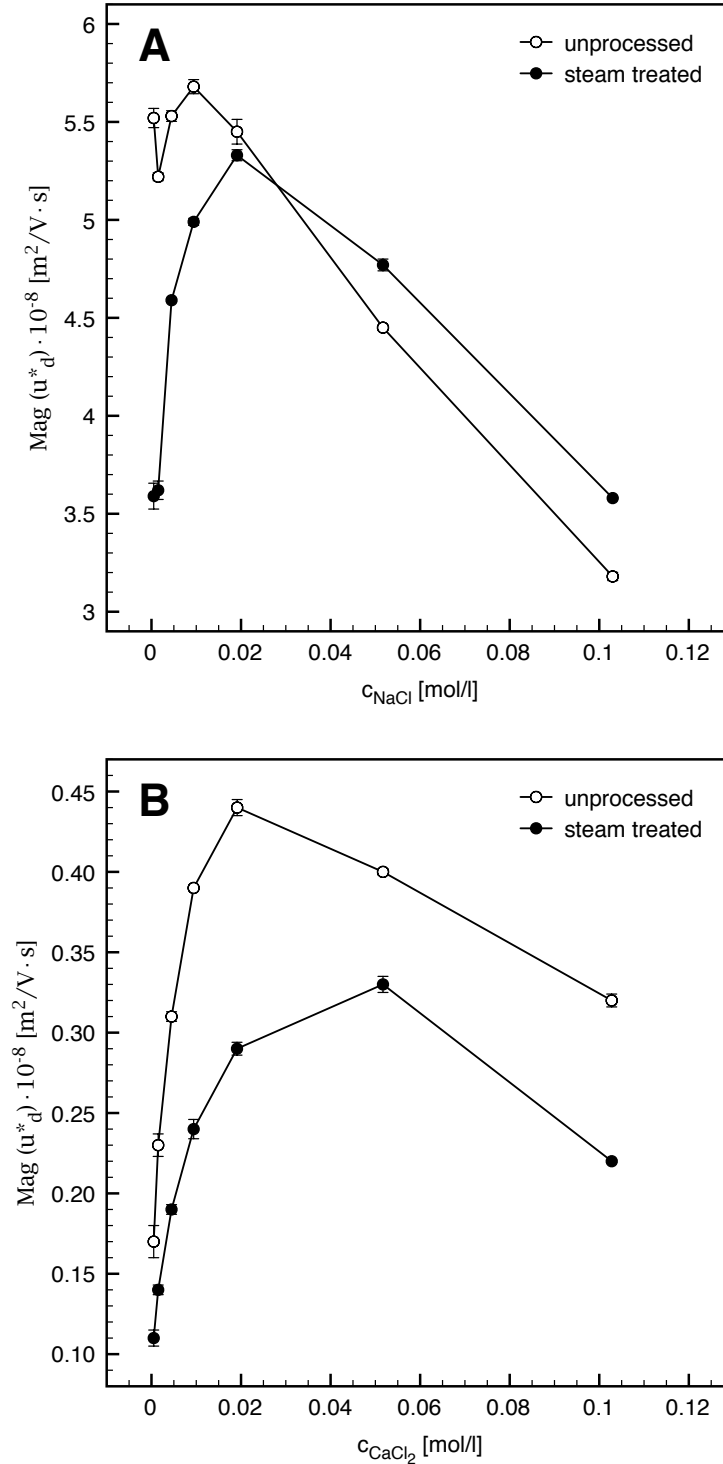 A
unprocessed
steam treated
6
5.5
5
4.5
4
3.5
3
Mag (u*d) · 10-8 [m2/V · s]
0 0.02 0.04 0.06 0.08 0.1 0.12
cNaCl [mol/l]
B
unprocessed
steam treated
0.45
0.40
0.35
0.30
0.25
0.20
0.15
0.10
Mag (u*d) · 10-8 [m2/V · s]
0 0.02 0.04 0.06 0.08 0.1 0.12
cCaCl2 [mol/l]